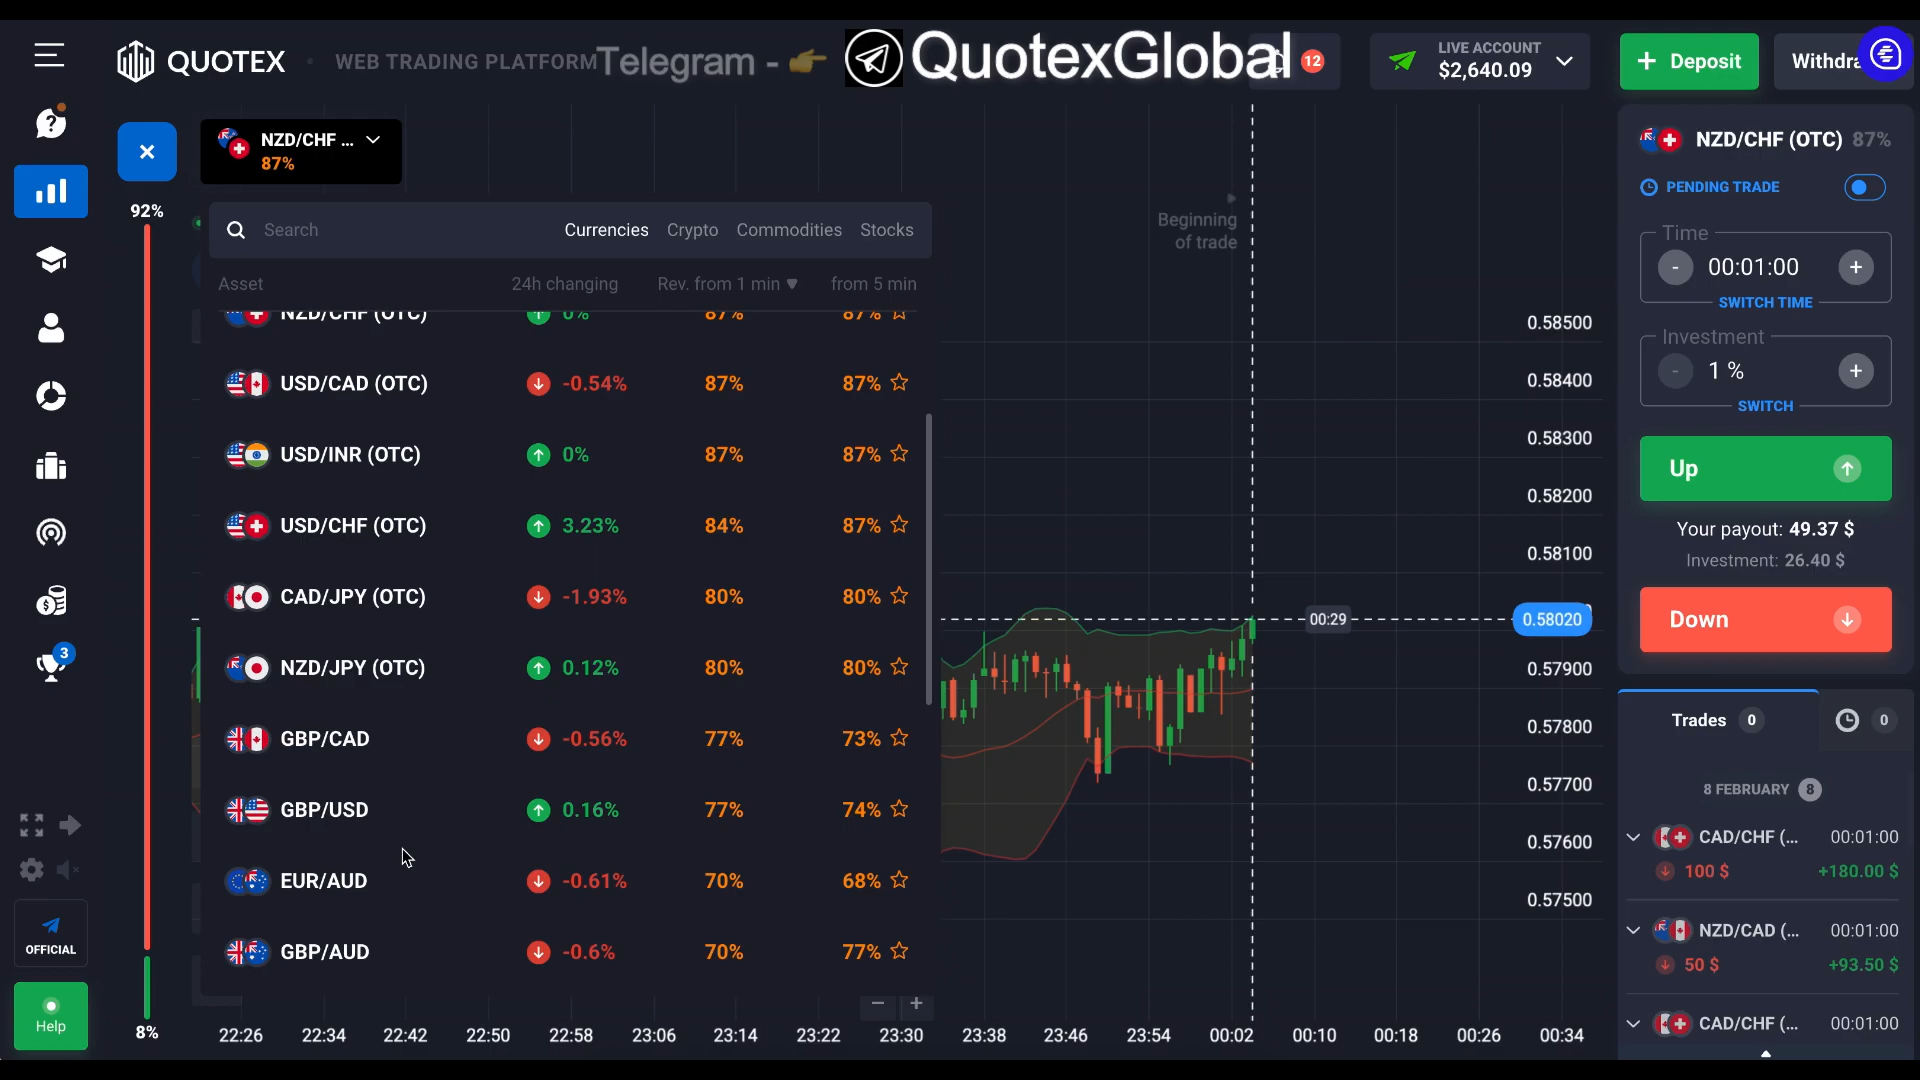 QUOTEX
WEB TRADING PLATFORM
Telegram - 👉 QuotexGlobal
12
LIVE ACCOUNT
$2,640.09
+ Deposit
Withdra
NZD/CHF ...
87%
92%
8%
Search
Currencies Crypto Commodities Stocks
Asset 24h changing Rev. from 1 min ▼ from 5 min
NZD/CHF (OTC) 0% 87% 87%
USD/CAD (OTC) -0.54% 87% 87%
USD/INR (OTC) 0% 87% 87%
USD/CHF (OTC) 3.23% 84% 87%
CAD/JPY (OTC) -1.93% 80% 80%
NZD/JPY (OTC) 0.12% 80% 80%
GBP/CAD -0.56% 77% 73%
GBP/USD 0.16% 77% 74%
EUR/AUD -0.61% 70% 68%
GBP/AUD -0.6% 70% 77%
3
OFFICIAL
Help
Beginning
of trade
0.58500
0.58400
0.58300
0.58200
0.58100
00:29
0.58020
0.57900
0.57800
0.57700
0.57600
0.57500
− +
22:26 22:34 22:42 22:50 22:58 23:06 23:14 23:22 23:30 23:38 23:46 23:54 00:02 00:10 00:18 00:26 00:34
NZD/CHF (OTC) 87%
PENDING TRADE
Time
- 00:01:00 +
SWITCH TIME
Investment
- 1 % +
SWITCH
Up
Your payout: 49.37 $
Investment: 26.40 $
Down
Trades 0
0
8 FEBRUARY 8
CAD/CHF (... 00:01:00
100 $ +180.00 $
NZD/CAD (... 00:01:00
50 $ +93.50 $
CAD/CHF (... 00:01:00